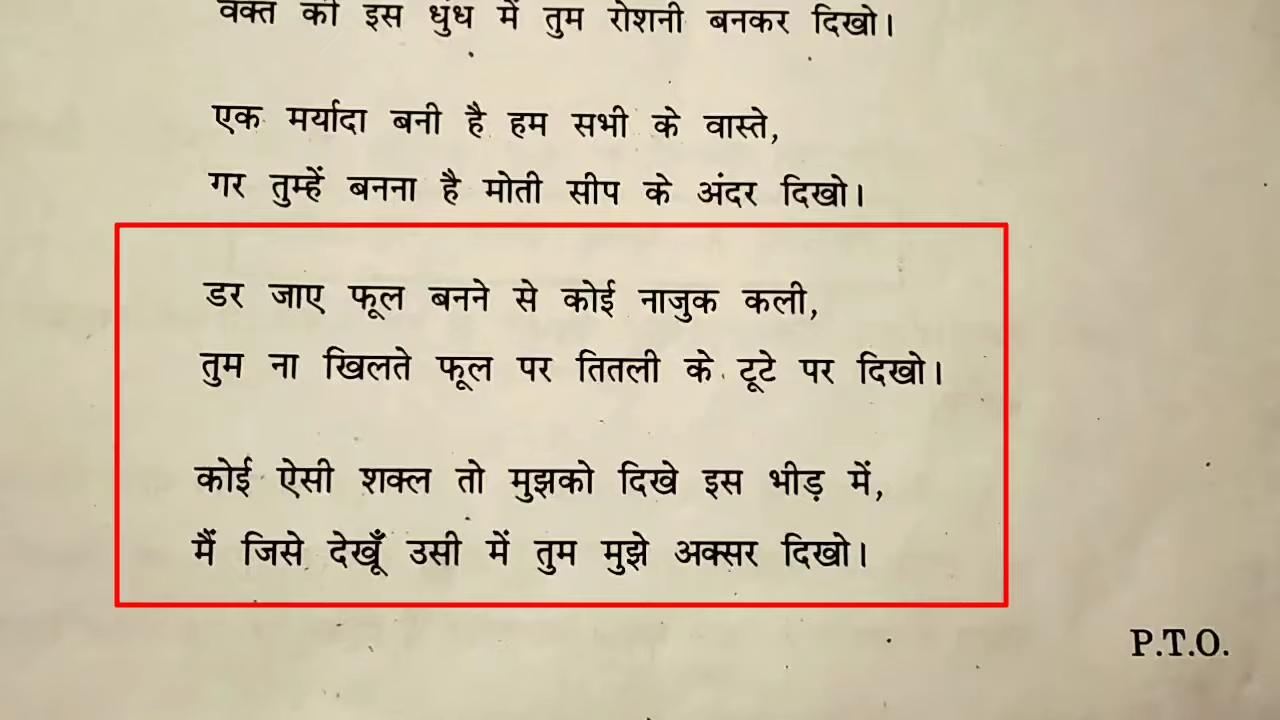 वक्त की इस धुंध में तुम रोशनी बनकर दिखो।
एक मर्यादा बनी है हम सभी के वास्ते,
गर तुम्हें बनना है मोती सीप के अंदर दिखो।
डर जाए फूल बनने से कोई नाजुक कली,
तुम ना खिलते फूल पर तितली के टूटे पर दिखो।
कोई ऐसी शक्ल तो मुझको दिखे इस भीड़ में,
मैं जिसे देखूँ उसी में तुम मुझे अक्सर दिखो।
P.T.O.